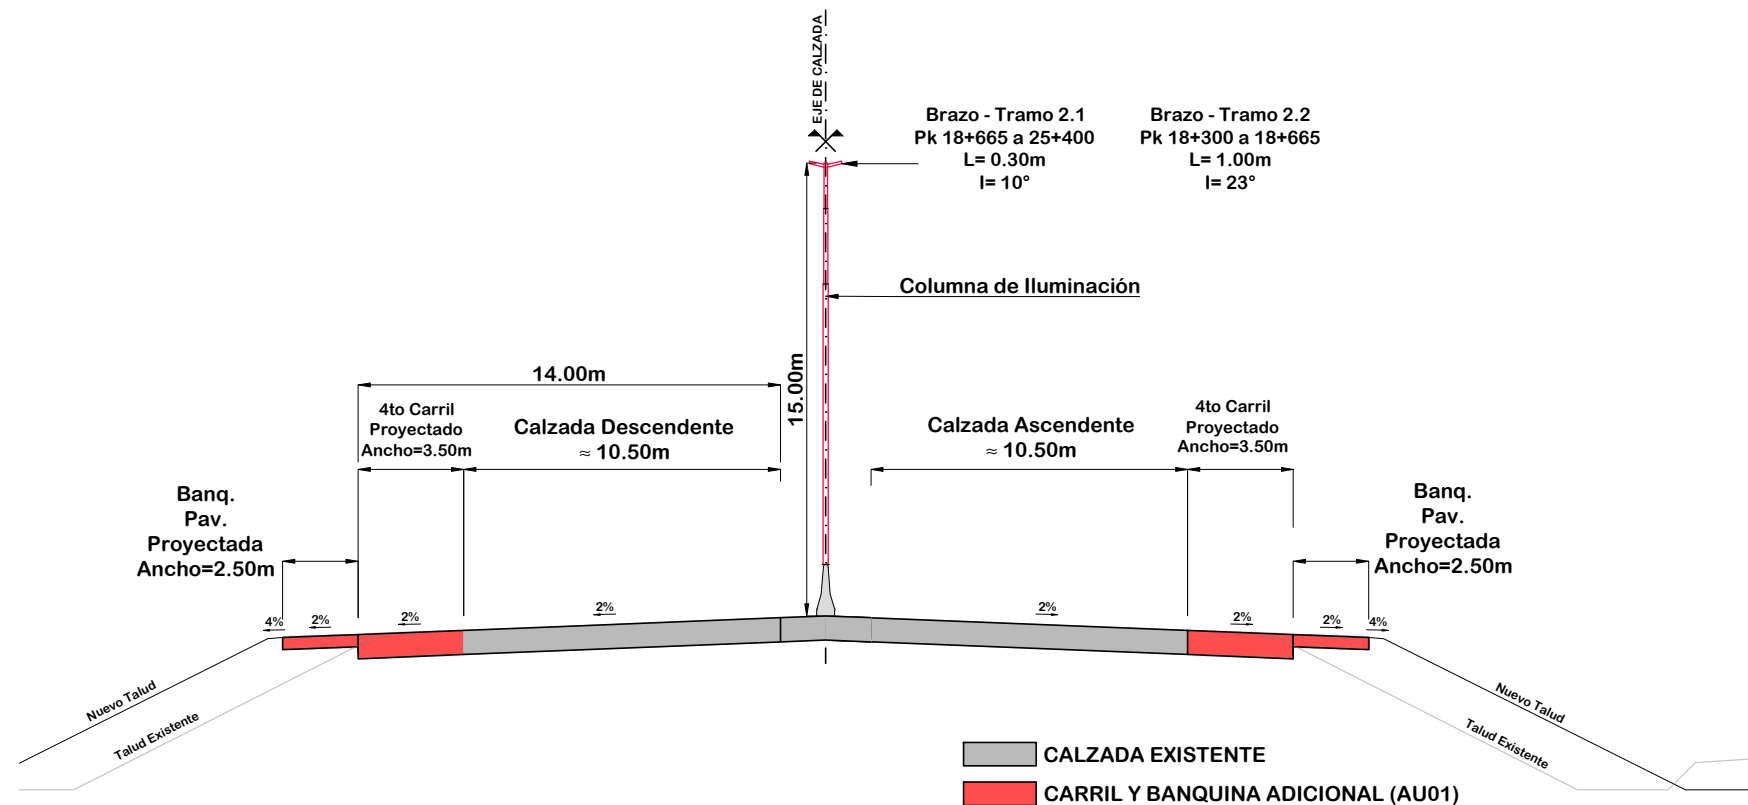 EJE DE CALZADA
Brazo - Tramo 2.1
Pk 18+665 a 25+400
L= 0.30m
I= 10°
Brazo - Tramo 2.2
Pk 18+300 a 18+665
L= 1.00m
I= 23°
Columna de Iluminación
15.00m
14.00m
4to Carril
Proyectado
Ancho=3.50m
Calzada Descendente
≈ 10.50m
Calzada Ascendente
≈ 10.50m
4to Carril
Proyectado
Ancho=3.50m
Banq.
Pav.
Proyectada
Ancho=2.50m
Banq.
Pav.
Proyectada
Ancho=2.50m
4%
2%
2%
2%
2%
2%
2%
4%
Nuevo Talud
Talud Existente
Nuevo Talud
Talud Existente
CALZADA EXISTENTE
CARRIL Y BANQUINA ADICIONAL (AU01)